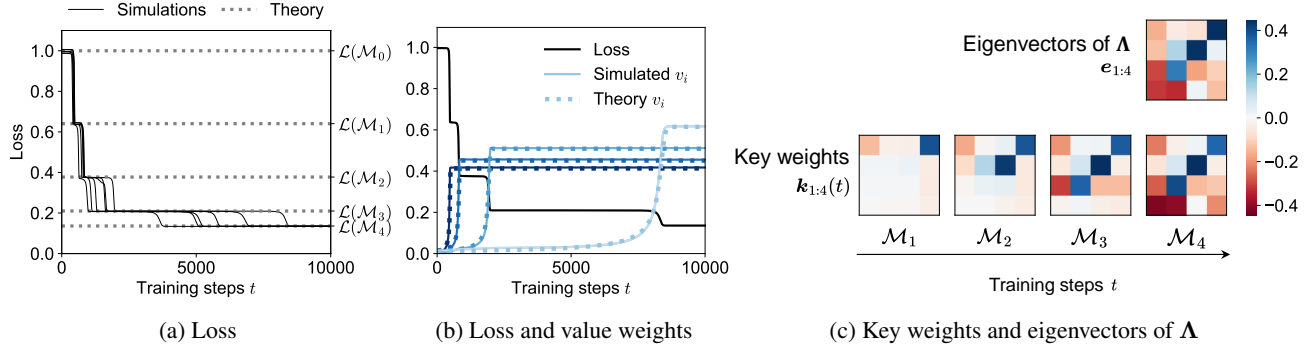 Simulations
Theory
1.0
0.8
0.6
0.4
0.2
0.0
Loss
0
5000
10000
Training steps t
ℒ(ℳ₀)
ℒ(ℳ₁)
ℒ(ℳ₂)
ℒ(ℳ₃)
ℒ(ℳ₄)
(a) Loss
1.0
0.8
0.6
0.4
0.2
0.0
Loss
Simulated vᵢ
Theory vᵢ
0
5000
10000
Training steps t
(b) Loss and value weights
Eigenvectors of Λ
e₁:₄
Key weights
k₁:₄(t)
ℳ₁
ℳ₂
ℳ₃
ℳ₄
Training steps t
0.4
0.2
0.0
−0.2
−0.4
(c) Key weights and eigenvectors of Λ